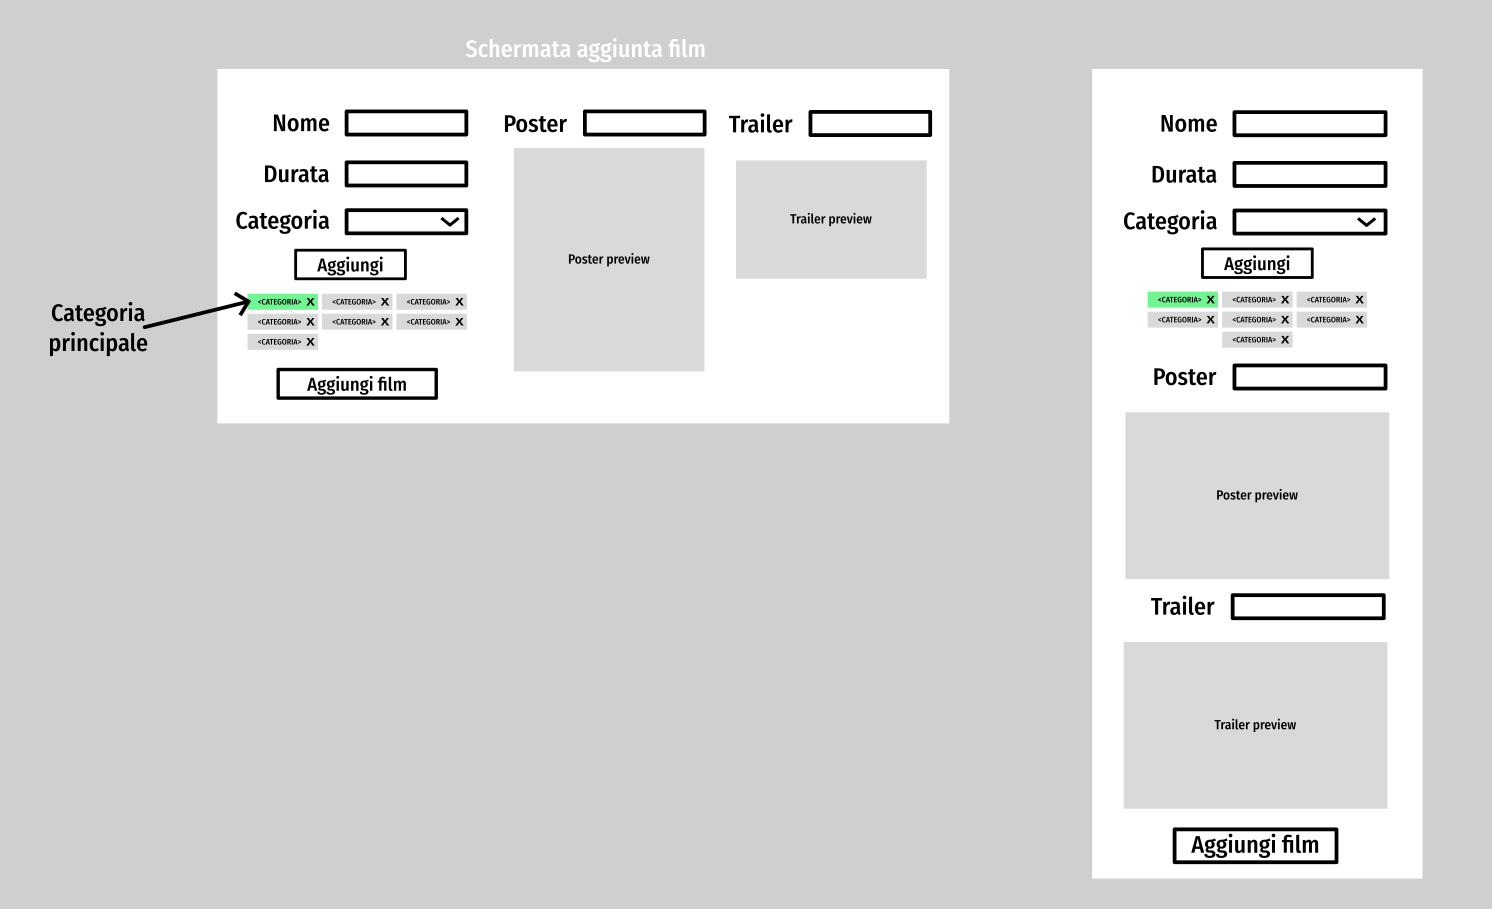 Schermata aggiunta film
Nome
Poster
Trailer
Durata
Categoria
Aggiungi
<CATEGORIA> X <CATEGORIA> X <CATEGORIA> X
<CATEGORIA> X <CATEGORIA> X <CATEGORIA> X
<CATEGORIA> X
Aggiungi film
Poster preview
Trailer preview
Categoria
principale
Nome
Durata
Categoria
Aggiungi
<CATEGORIA> X <CATEGORIA> X <CATEGORIA> X
<CATEGORIA> X <CATEGORIA> X <CATEGORIA> X
<CATEGORIA> X
Poster
Poster preview
Trailer
Trailer preview
Aggiungi film